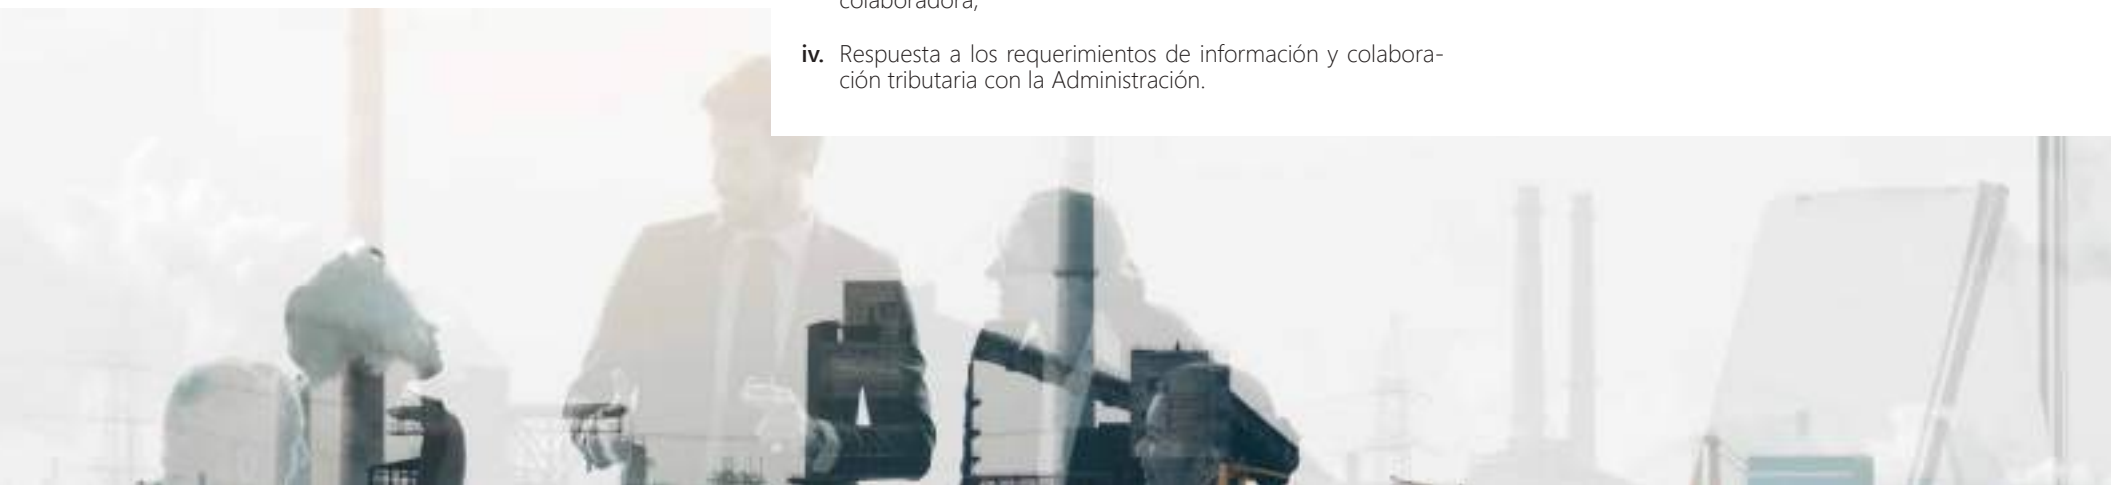 colaboradora;
iv. Respuesta a los requerimientos de información y colabora-
ción tributaria con la Administración.